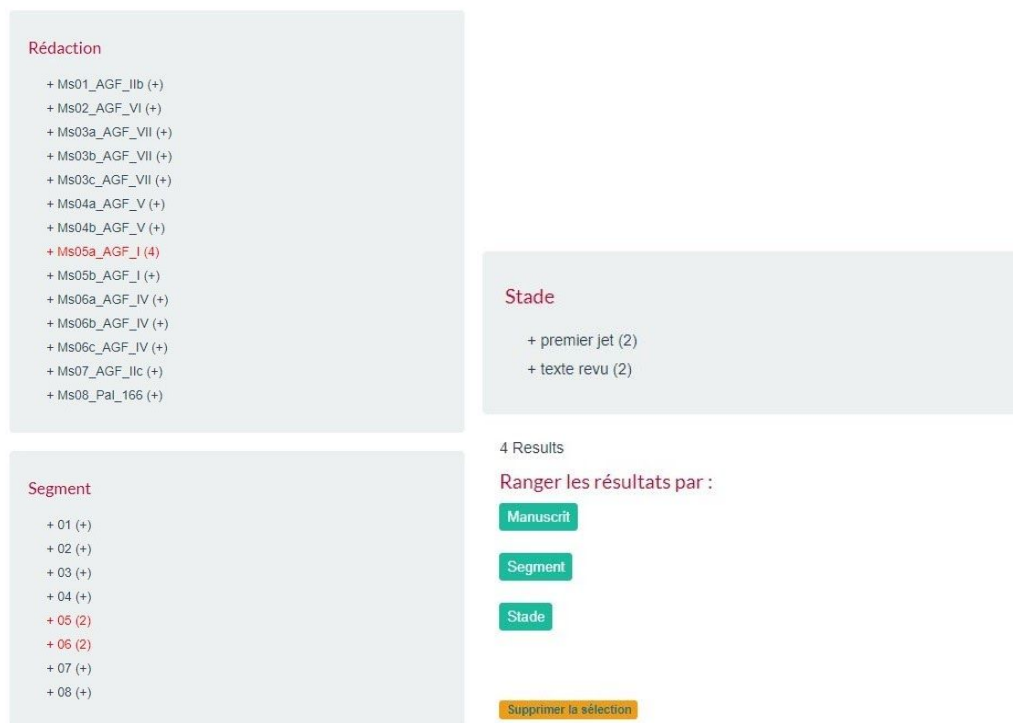 Rédaction
+ Ms01_AGF_IIb (+)
+ Ms02_AGF_VI (+)
+ Ms03a_AGF_VII (+)
+ Ms03b_AGF_VII (+)
+ Ms03c_AGF_VII (+)
+ Ms04a_AGF_V (+)
+ Ms04b_AGF_V (+)
+ Ms05a_AGF_I (4)
+ Ms05b_AGF_I (+)
+ Ms06a_AGF_IV (+)
+ Ms06b_AGF_IV (+)
+ Ms06c_AGF_IV (+)
+ Ms07_AGF_IIc (+)
+ Ms08_Pal_166 (+)
Segment
+ 01 (+)
+ 02 (+)
+ 03 (+)
+ 04 (+)
+ 05 (2)
+ 06 (2)
+ 07 (+)
+ 08 (+)
Stade
+ premier jet (2)
+ texte revu (2)
4 Results
Ranger les résultats par :
Manuscrit
Segment
Stade
Supprimer la sélection